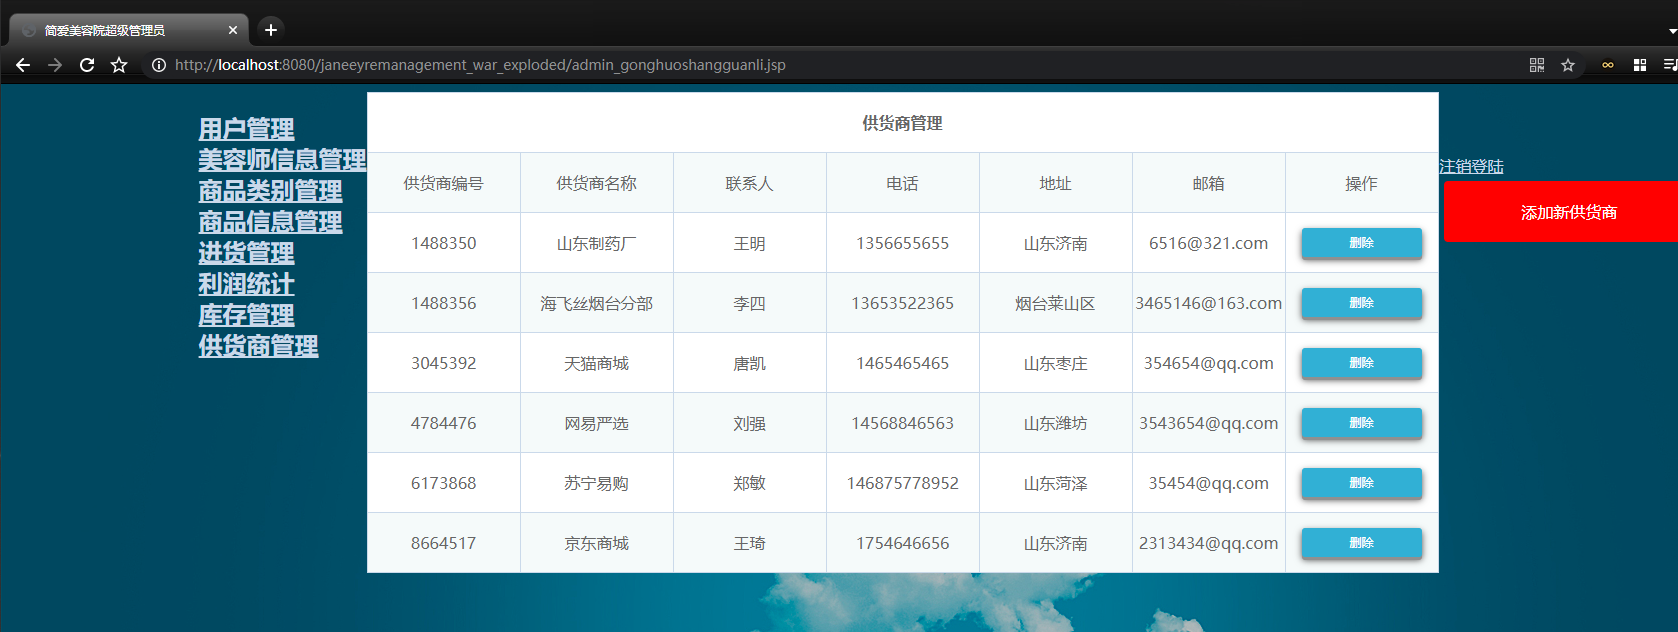 简爱美容院超级管理员
http://localhost:8080/janeeyremanagement_war_exploded/admin_gonghuoshangguanli.jsp
用户管理
美容师信息管理
商品类别管理
商品信息管理
进货管理
利润统计
库存管理
供货商管理
供货商管理
供货商编号 供货商名称 联系人 电话 地址 邮箱 操作
1488350 山东制药厂 王明 1356655655 山东济南 6516@321.com 删除
1488356 海飞丝烟台分部 李四 13653522365 烟台莱山区 3465146@163.com 删除
3045392 天猫商城 唐凯 1465465465 山东枣庄 354654@qq.com 删除
4784476 网易严选 刘强 14568846563 山东潍坊 3543654@qq.com 删除
6173868 苏宁易购 郑敏 146875778952 山东菏泽 35454@qq.com 删除
8664517 京东商城 王琦 1754646656 山东济南 2313434@qq.com 删除
注销登陆
添加新供货商